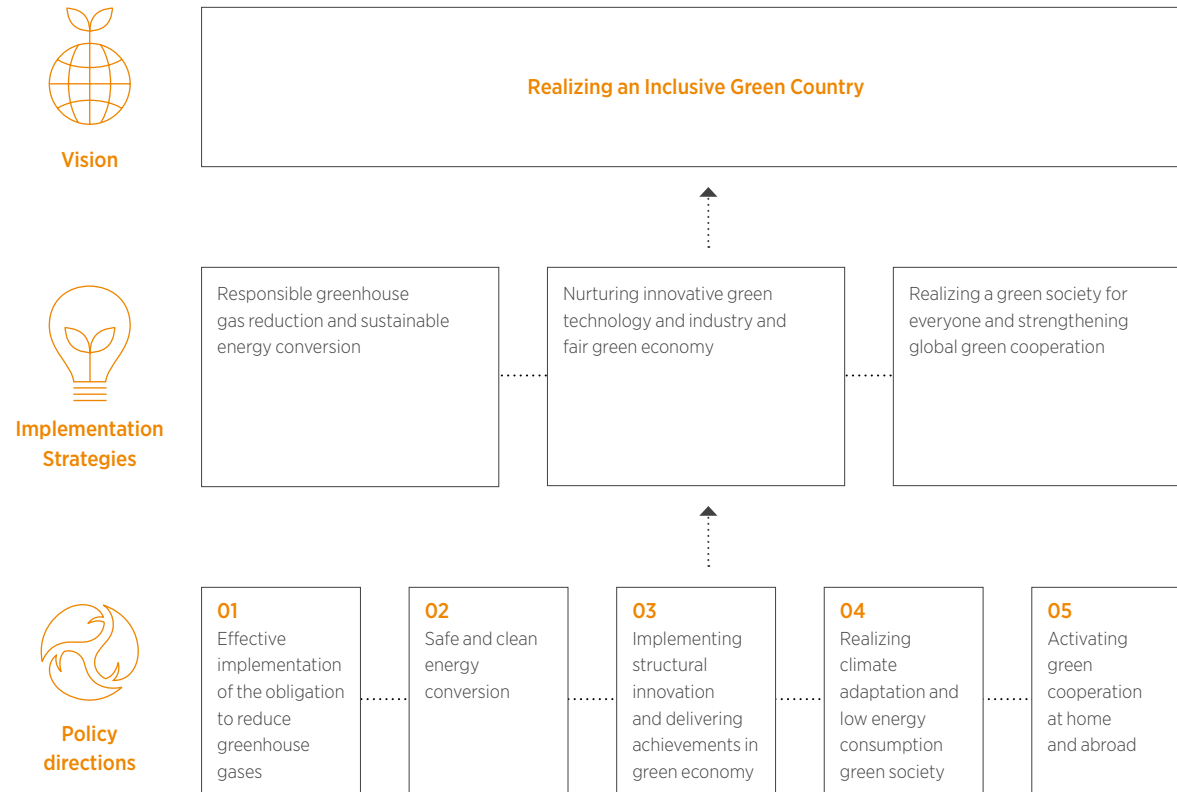 Vision
Realizing an Inclusive Green Country
Implementation
Strategies
Responsible greenhouse
gas reduction and sustainable
energy conversion
Nurturing innovative green
technology and industry and
fair green economy
Realizing a green society for
everyone and strengthening
global green cooperation
Policy
directions
01
Effective
implementation
of the obligation
to reduce
greenhouse
gases
02
Safe and clean
energy
conversion
03
Implementing
structural
innovation
and delivering
achievements in
green economy
04
Realizing
climate
adaptation and
low energy
consumption
green society
05
Activating
green
cooperation
at home
and abroad